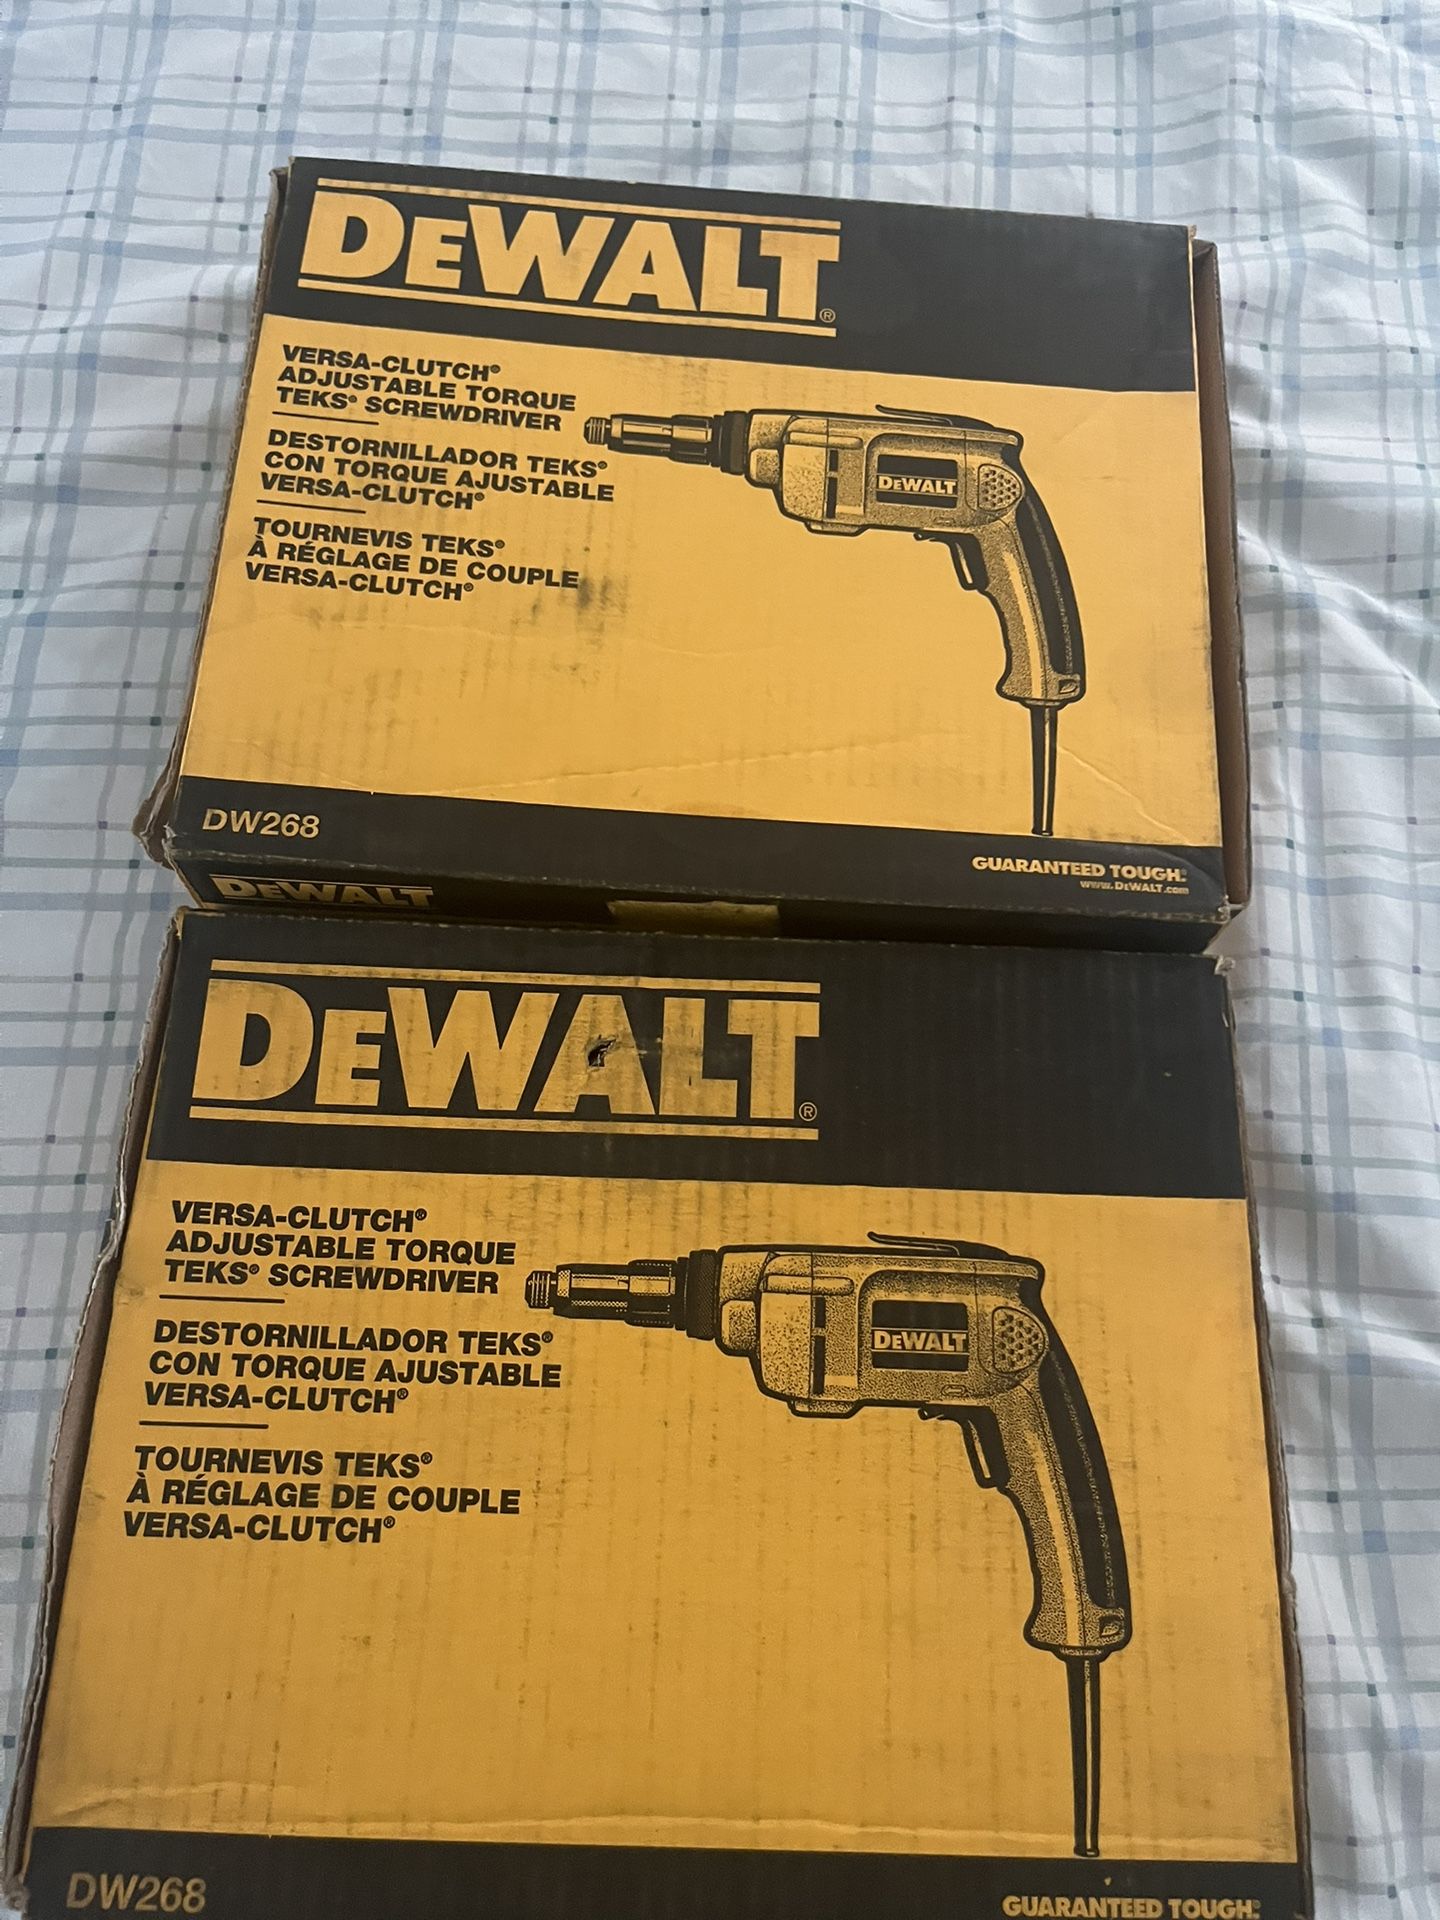 DEWALT®
VERSA-CLUTCH®
ADJUSTABLE TORQUE
TEKS® SCREWDRIVER
DESTORNILLADOR TEKS®
CON TORQUE AJUSTABLE
VERSA-CLUTCH®
TOURNEVIS TEKS®
À RÉGLAGE DE COUPLE
VERSA-CLUTCH®
DEWALT
DW268
GUARANTEED TOUGH.®
www.DEWALT.com
DEWALT
DEWALT®
VERSA-CLUTCH®
ADJUSTABLE TORQUE
TEKS® SCREWDRIVER
DESTORNILLADOR TEKS®
CON TORQUE AJUSTABLE
VERSA-CLUTCH®
TOURNEVIS TEKS®
À RÉGLAGE DE COUPLE
VERSA-CLUTCH®
DEWALT
DW268
GUARANTEED TOUGH.